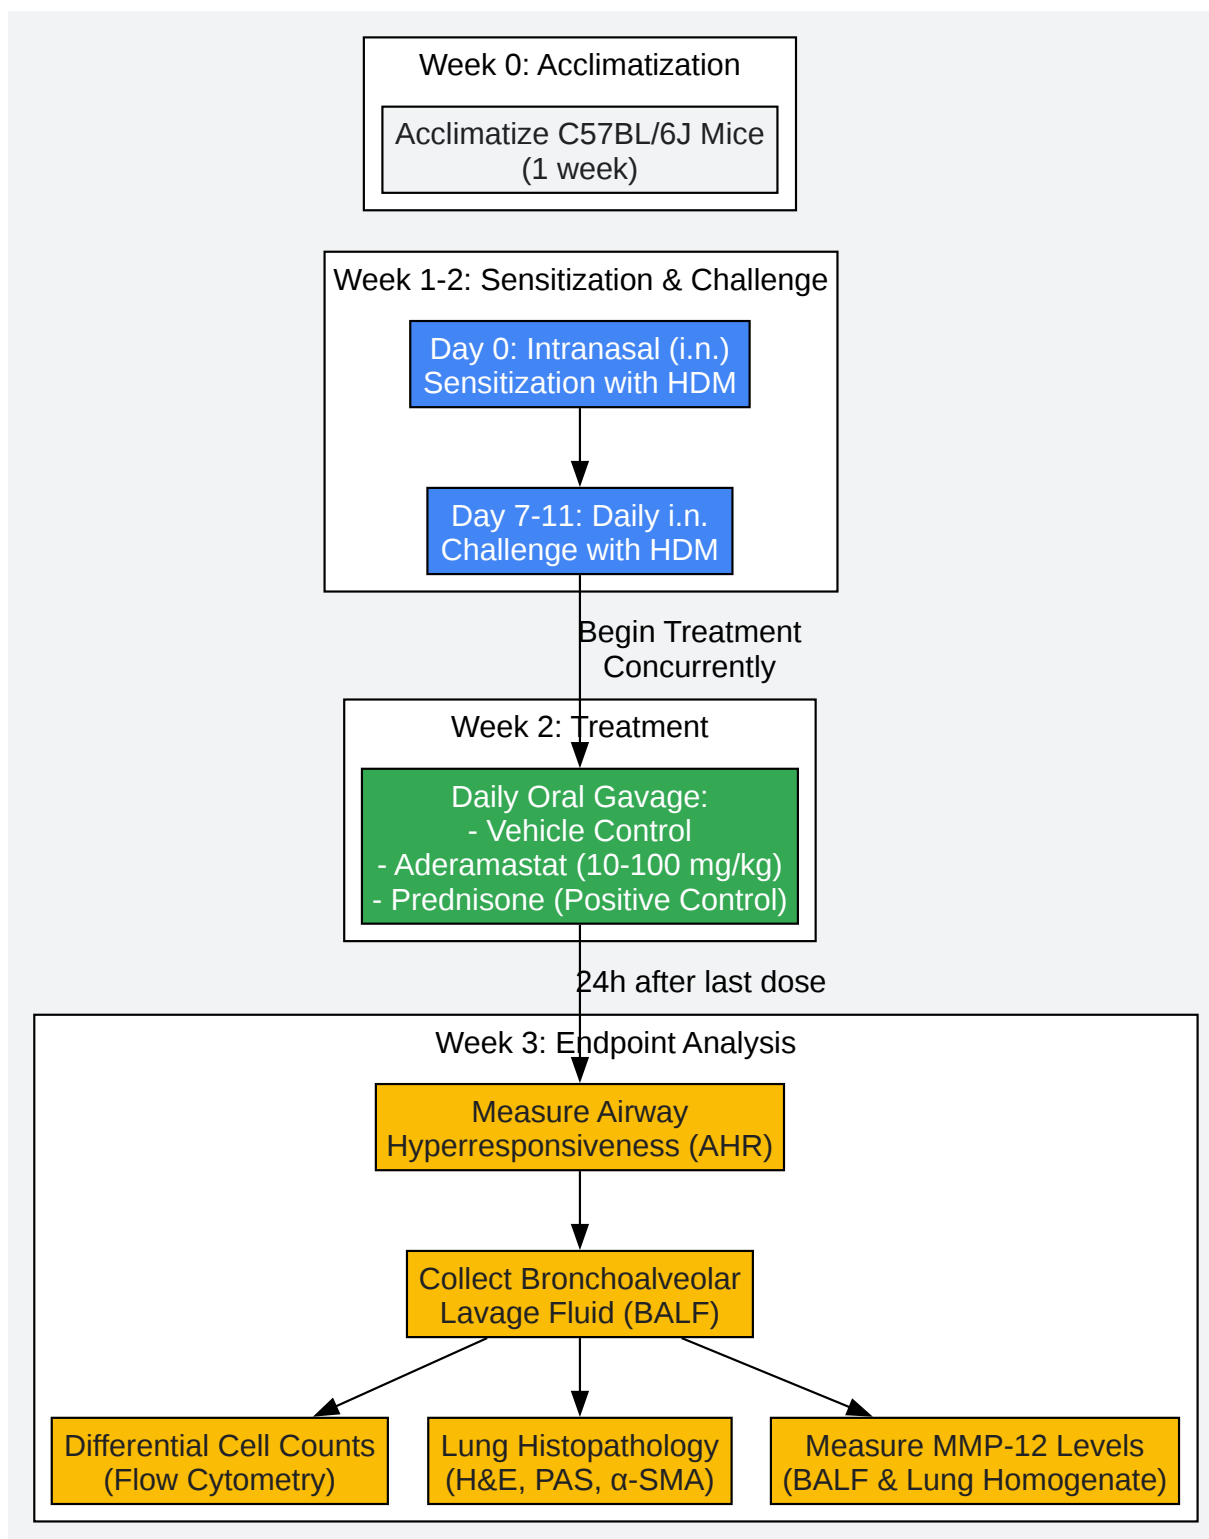 Week 0: Acclimatization
Acclimatize C57BL/6J Mice
(1 week)
Week 1-2: Sensitization & Challenge
Day 0: Intranasal (i.n.)
Sensitization with HDM
Day 7-11: Daily i.n.
Challenge with HDM
Begin Treatment
Concurrently
Week 2: Treatment
Daily Oral Gavage:
- Vehicle Control
- Aderamastat (10-100 mg/kg)
- Prednisone (Positive Control)
24h after last dose
Week 3: Endpoint Analysis
Measure Airway
Hyperresponsiveness (AHR)
Collect Bronchoalveolar
Lavage Fluid (BALF)
Differential Cell Counts
(Flow Cytometry)
Lung Histopathology
(H&E, PAS, α-SMA)
Measure MMP-12 Levels
(BALF & Lung Homogenate)